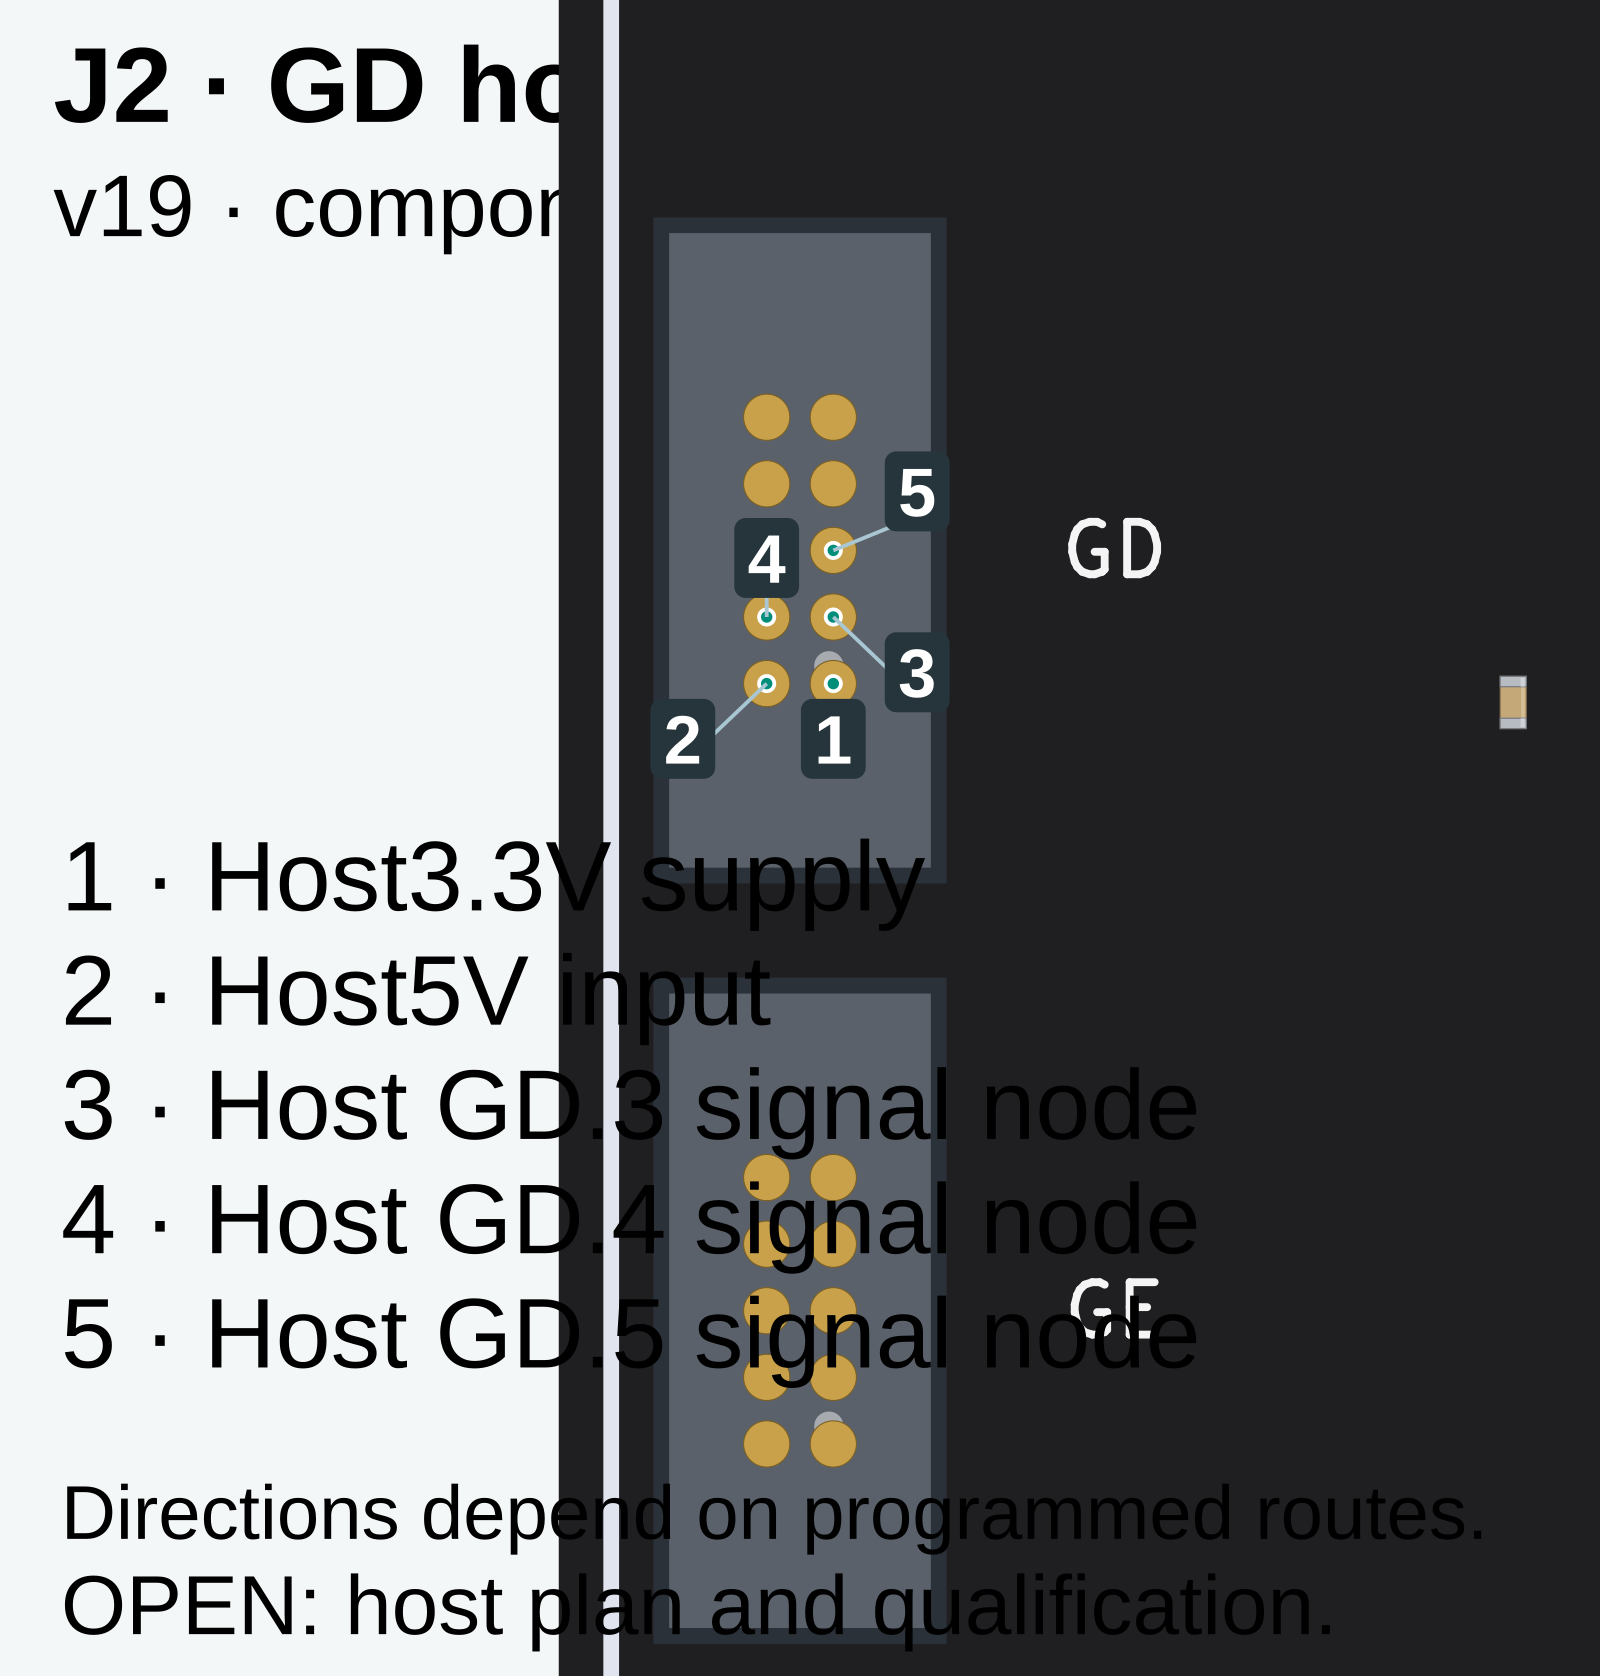 J2 · GD ho
v19 · compon
5
4
3
2
1
GD
1 · Host3.3V supply
2 · Host5V input
3 · Host GD.3 signal node
4 · Host GD.4 signal node
5 · Host GD.5 signal node
GE
Directions depend on programmed routes.
OPEN: host plan and qualification.